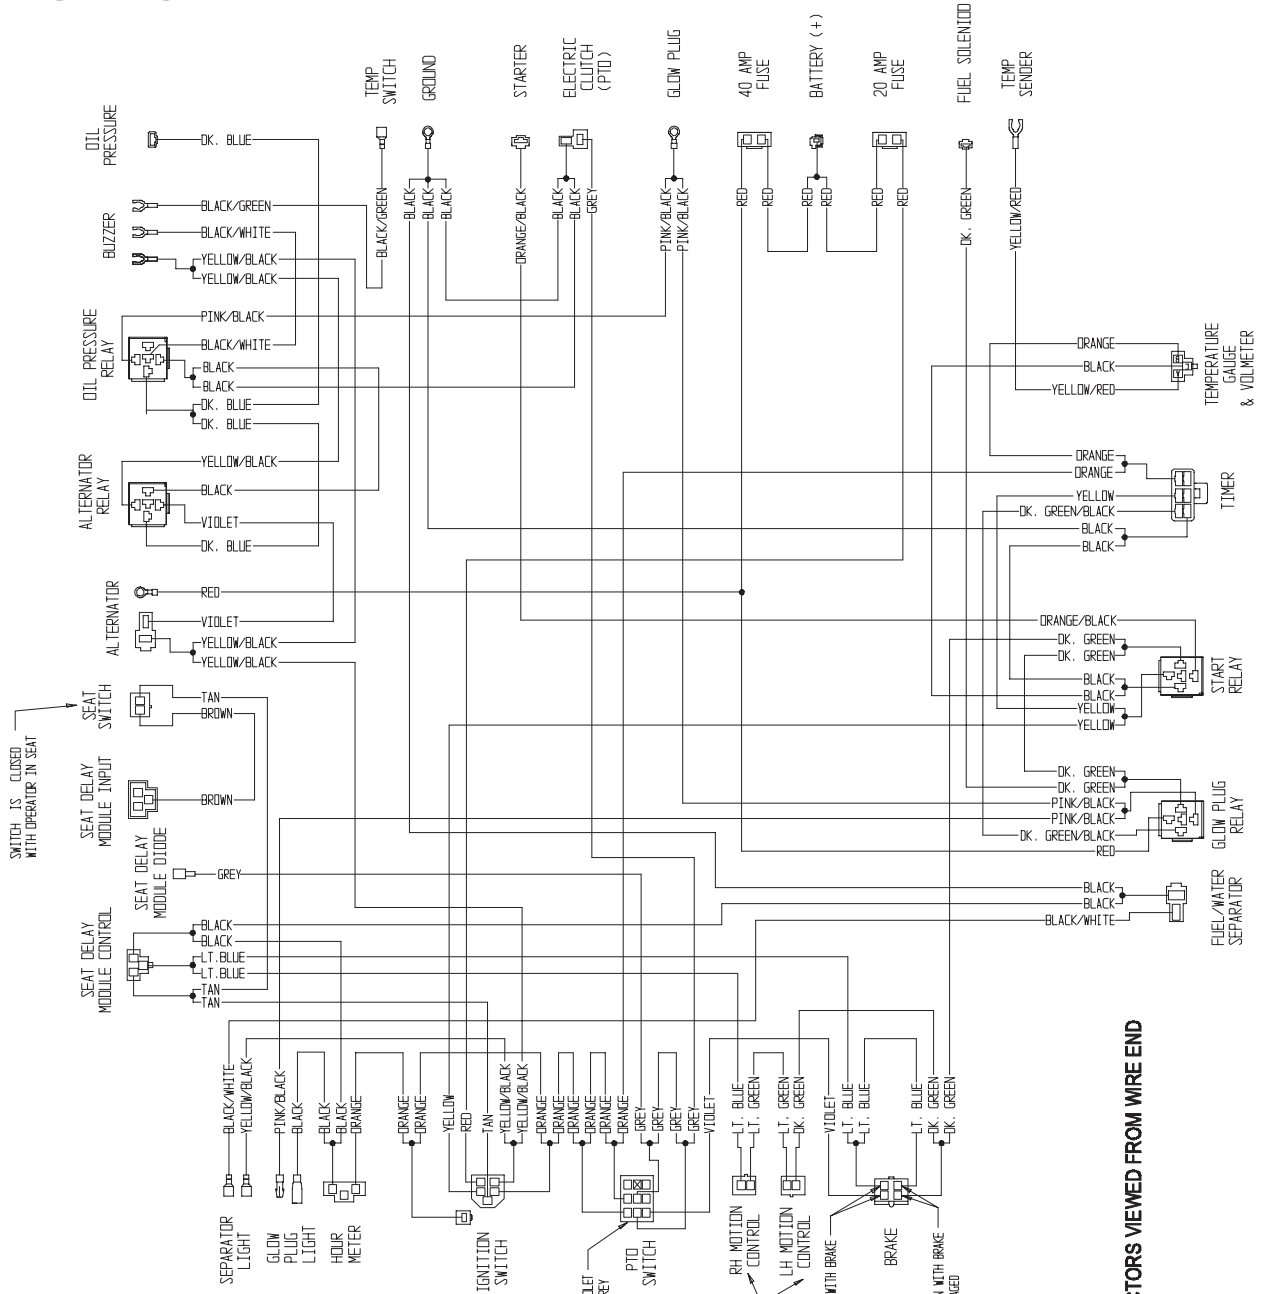 OIL
PRESSURE
DK. BLUE
BUZZER
BLACK/GREEN
BLACK/WHITE
YELLOW/BLACK
YELLOW/BLACK
OIL PRESSURE
RELAY
PINK/BLACK
BLACK/WHITE
BLACK
BLACK
DK. BLUE
DK. BLUE
ALTERNATOR
RELAY
YELLOW/BLACK
BLACK
VIOLET
DK. BLUE
ALTERNATOR
RED
VIOLET
YELLOW/BLACK
YELLOW/BLACK
SEAT
SWITCH
TAN
BROWN
SWITCH IS CLOSED
WITH OPERATOR IN SEAT
SEAT DELAY
MODULE INPUT
BROWN
SEAT DELAY
MODULE DIODE
GREY
SEAT DELAY
MODULE CONTROL
BLACK
BLACK
LT.BLUE
LT.BLUE
TAN
TAN
TEMP
SWITCH
BLACK/GREEN
GROUND
BLACK
BLACK
BLACK
STARTER
ORANGE/BLACK
ELECTRIC
CLUTCH
(PTO)
BLACK
BLACK
GREY
GLOW PLUG
PINK/BLACK
PINK/BLACK
40 AMP
FUSE
RED
RED
BATTERY (+)
RED
RED
20 AMP
FUSE
RED
RED
FUEL SOLENIOD
DK. GREEN
TEMP
SENDER
YELLOW/RED
ORANGE
BLACK
YELLOW/RED
TEMPERATURE
GAUGE
& VOLMETER
ORANGE
ORANGE
YELLOW
DK. GREEN/BLACK
BLACK
BLACK
TIMER
ORANGE/BLACK
DK. GREEN
DK. GREEN
BLACK
BLACK
YELLOW
YELLOW
START
RELAY
DK. GREEN
DK. GREEN
PINK/BLACK
PINK/BLACK
DK. GREEN/BLACK
RED
GLOW PLUG
RELAY
BLACK
BLACK
BLACK/WHITE
FUEL/WATER
SEPARATOR
BLACK/WHITE
YELLOW/BLACK
SEPARATOR
LIGHT
PINK/BLACK
BLACK
GLOW
PLUG
LIGHT
BLACK
BLACK
ORANGE
HOUR
METER
ORANGE
ORANGE
YELLOW
RED
TAN
YELLOW/BLACK
YELLOW/BLACK
ORANGE
ORANGE
IGNITION
SWITCH
ORANGE
ORANGE
ORANGE
ORANGE
GREY
GREY
GREY
GREY
VIOLET
PTO
SWITCH
LT. BLUE
LT. GREEN
RH MOTION
CONTROL
LT. GREEN
DK. GREEN
LH MOTION
CONTROL
VIOLET
LT. BLUE
LT. BLUE
LT. BLUE
DK. GREEN
DK. GREEN
WITH BRAKE
BRAKE
WITH BRAKE
VIEWED FROM WIRE END